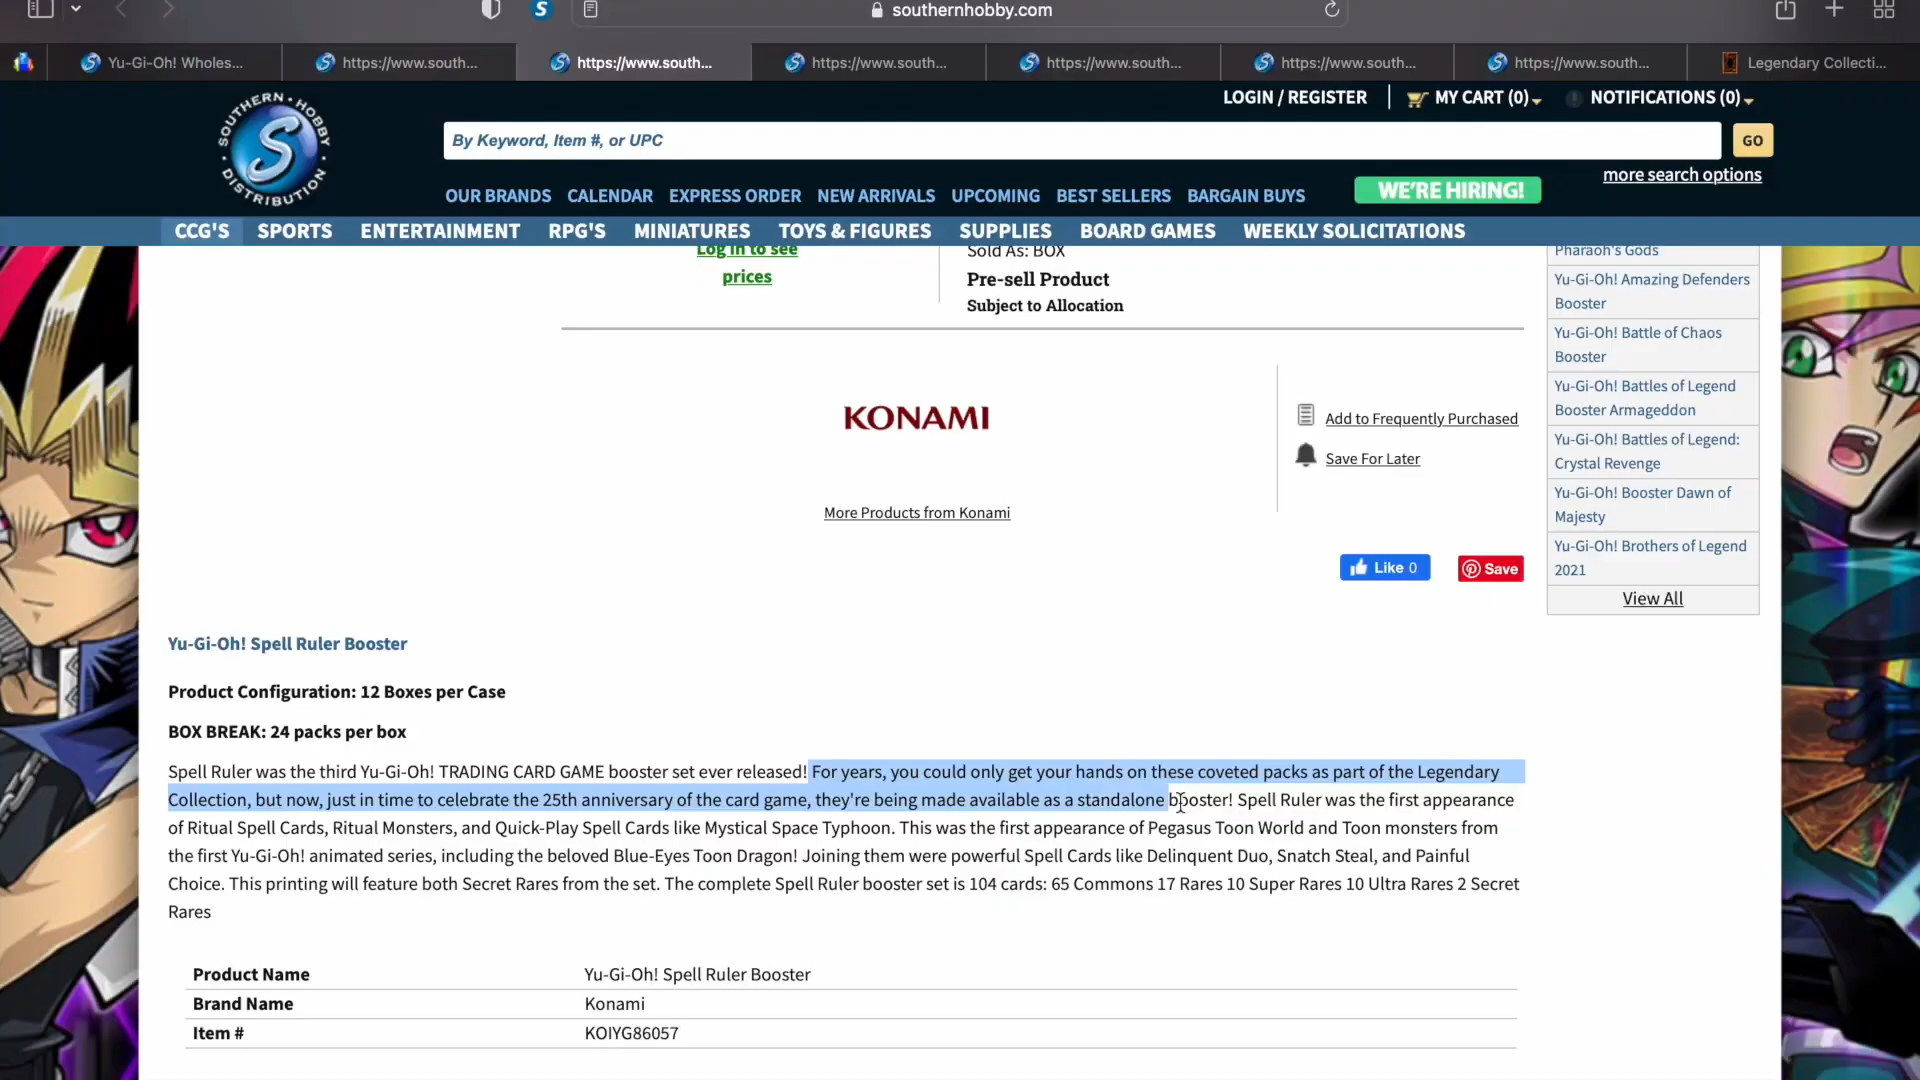 southernhobby.com
Yu-Gi-Oh! Wholes...
https://www.south...
https://www.south...
https://www.south...
https://www.south...
https://www.south...
https://www.south...
Legendary Collecti...
LOGIN / REGISTER
MY CART (0)
NOTIFICATIONS (0)
SOUTHERN • HOBBY
DISTRIBUTION
By Keyword, Item #, or UPC
GO
more search options
OUR BRANDS CALENDAR EXPRESS ORDER NEW ARRIVALS UPCOMING BEST SELLERS BARGAIN BUYS
WE'RE HIRING!
CCG'S SPORTS ENTERTAINMENT RPG'S MINIATURES TOYS & FIGURES SUPPLIES BOARD GAMES WEEKLY SOLICITATIONS
Log in to see
prices
Sold As: BOX
Pre-sell Product
Subject to Allocation
KONAMI
More Products from Konami
Add to Frequently Purchased
Save For Later
Like 0
Save
Pharaoh's Gods
Yu-Gi-Oh! Amazing Defenders
Booster
Yu-Gi-Oh! Battle of Chaos
Booster
Yu-Gi-Oh! Battles of Legend
Booster Armageddon
Yu-Gi-Oh! Battles of Legend:
Crystal Revenge
Yu-Gi-Oh! Booster Dawn of
Majesty
Yu-Gi-Oh! Brothers of Legend
2021
View All
Yu-Gi-Oh! Spell Ruler Booster
Product Configuration: 12 Boxes per Case
BOX BREAK: 24 packs per box
Spell Ruler was the third Yu-Gi-Oh! TRADING CARD GAME booster set ever released! For years, you could only get your hands on these coveted packs as part of the Legendary
Collection, but now, just in time to celebrate the 25th anniversary of the card game, they're being made available as a standalone booster! Spell Ruler was the first appearance
of Ritual Spell Cards, Ritual Monsters, and Quick-Play Spell Cards like Mystical Space Typhoon. This was the first appearance of Pegasus Toon World and Toon monsters from
the first Yu-Gi-Oh! animated series, including the beloved Blue-Eyes Toon Dragon! Joining them were powerful Spell Cards like Delinquent Duo, Snatch Steal, and Painful
Choice. This printing will feature both Secret Rares from the set. The complete Spell Ruler booster set is 104 cards: 65 Commons 17 Rares 10 Super Rares 10 Ultra Rares 2 Secret
Rares
Product Name Yu-Gi-Oh! Spell Ruler Booster
Brand Name Konami
Item # KOIYG86057